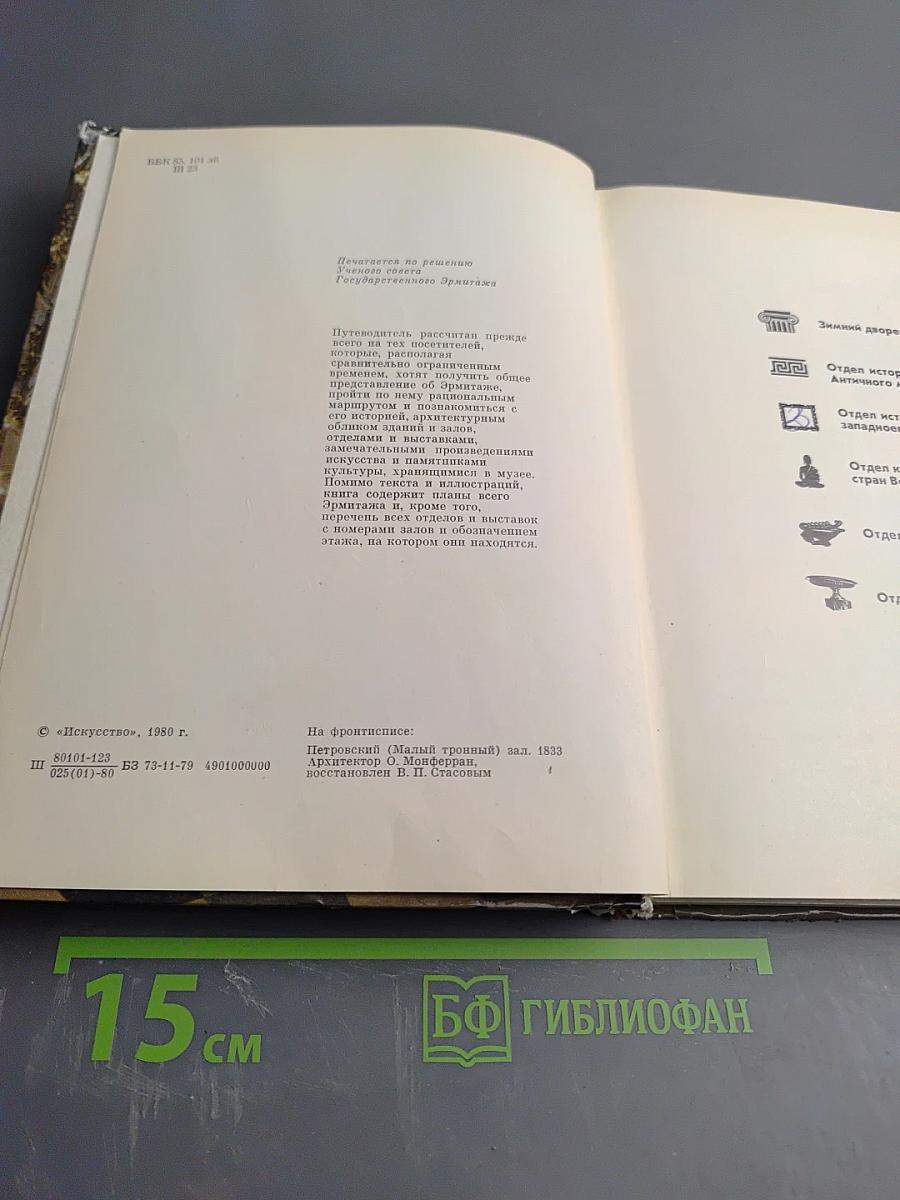 ББК 85. 101 зя
Ш 23
Печатается по решению
Ученого совета
Государственного Эрмитажа
Путеводитель рассчитан прежде
всего на тех посетителей,
которые, располагая
сравнительно ограниченным
временем, хотят получить общее
представление об Эрмитаже,
пройти по нему рациональным
маршрутом и познакомиться с
его историей, архитектурным
обликом зданий и залов,
отделами и выставками,
замечательными произведениями
искусства и памятниками
культуры, хранящимися в музее.
Помимо текста и иллюстраций,
книга содержит планы всего
Эрмитажа и, кроме того,
перечень всех отделов и выставок
с номерами залов и обозначением
этажа, на котором они находятся.
© «Искусство», 1980 г.
Ш 80101-123
025(01)-80 БЗ 73-11-79 4901000000
На фронтисписе:
Петровский (Малый тронный) зал. 1833
Архитектор О. Монферран,
восстановлен В. П. Стасовым
Зимний дворе
Отдел истор
Античного
Отдел ист
западное
Отдел
стран В
Отде
От
15 см
БФ ГИБЛИОФАН